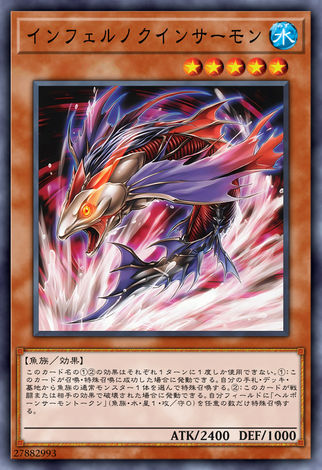 インフェルノクインサーモン
水
【魚族／効果】
このカード名の①②の効果はそれぞれ１ターンに１度しか使用できない。①：こ
のカードが召喚・特殊召喚に成功した場合に発動できる。自分の手札・デッキ・
墓地から魚族の通常モンスター１体を選んで特殊召喚する。②：このカードが戦
闘または相手の効果で破壊された場合に発動できる。自分フィールドに「ヘルボ
ーンサーモントークン」（魚族・水・星１・攻／守０）を任意の数だけ特殊召喚す
る。
ATK/2400 DEF/1000
27882993